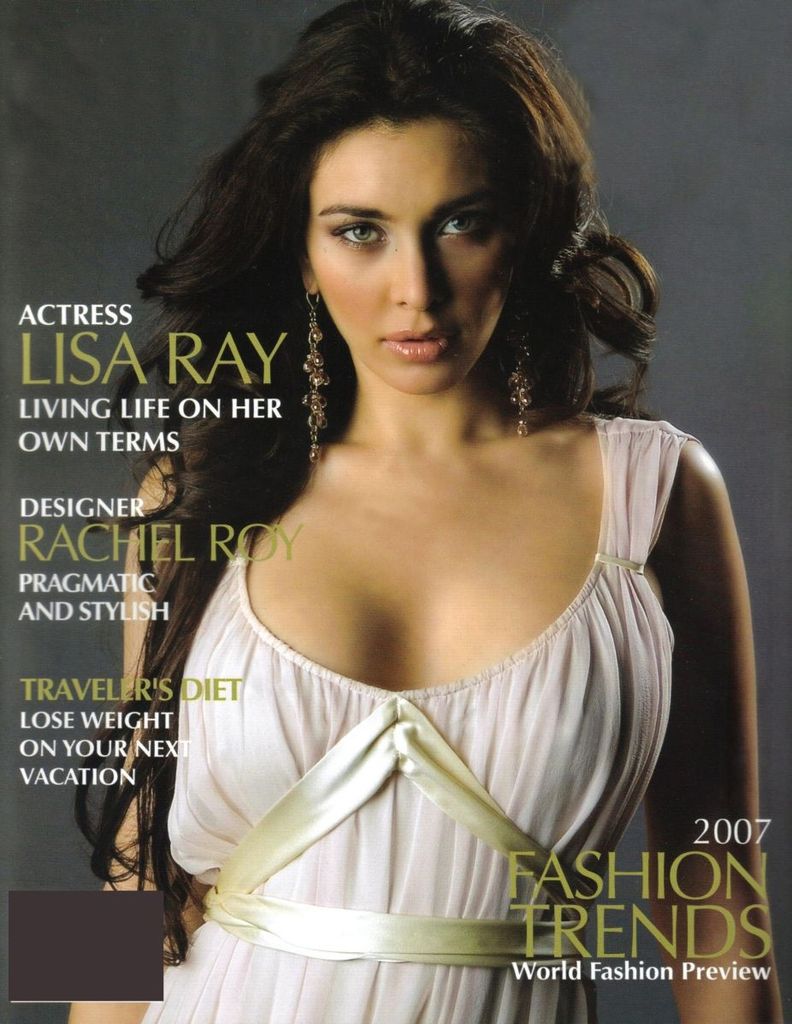 ACTRESS
LISA RAY
LIVING LIFE ON HER
OWN TERMS
DESIGNER
RACHEL ROY
PRAGMATIC
AND STYLISH
TRAVELER'S DIET
LOSE WEIGHT
ON YOUR NEXT
VACATION
2007
FASHION
TRENDS
World Fashion Preview